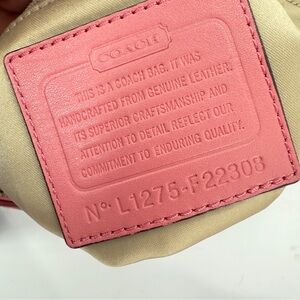 COACH
THIS IS A COACH BAG. IT WAS
HANDCRAFTED FROM GENUINE LEATHER.
ITS SUPERIOR CRAFTSMANSHIP AND
ATTENTION TO DETAIL REFLECT OUR
COMMITMENT TO ENDURING QUALITY.
Nº L1275-F22308